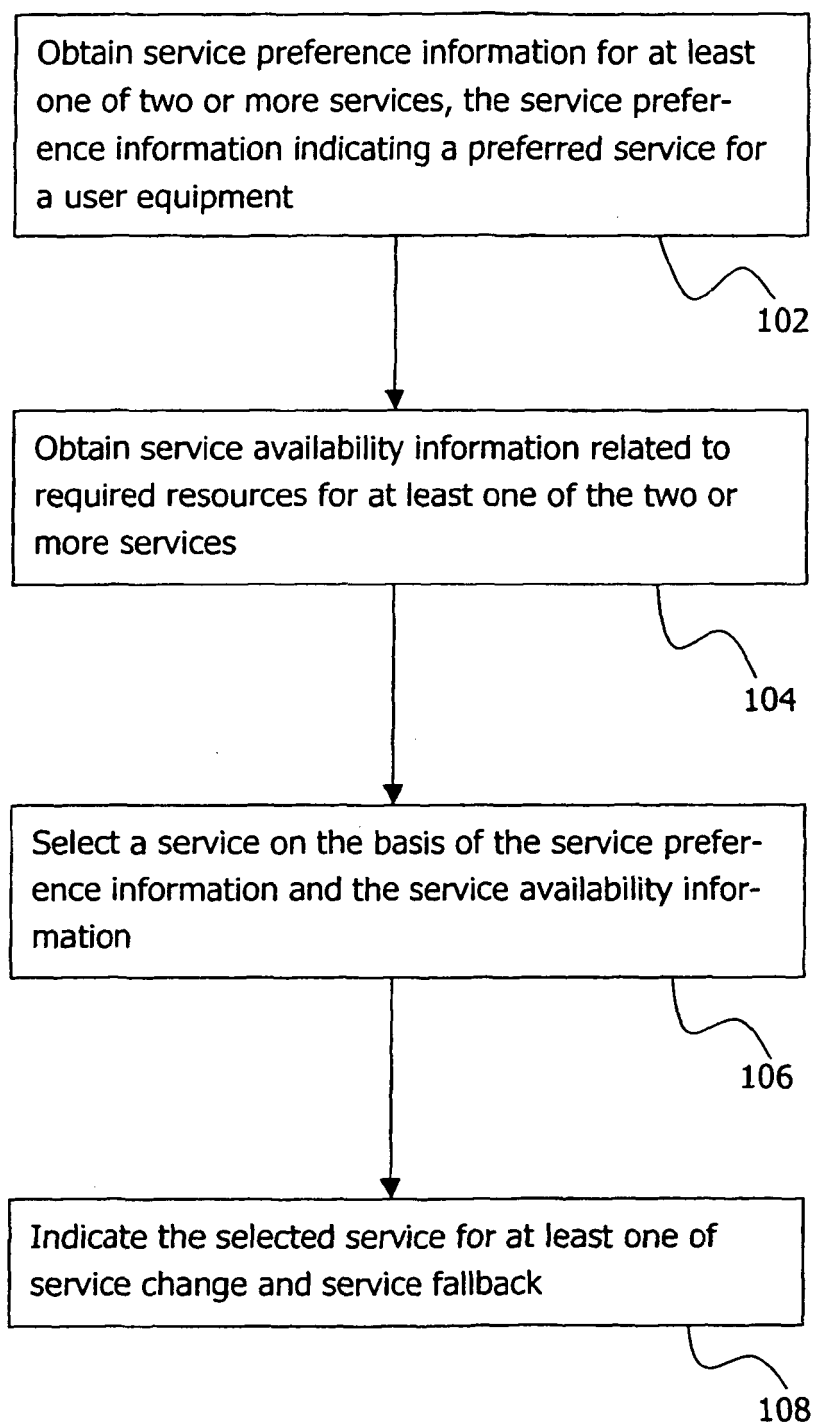 Obtain service preference information for at least
one of two or more services, the service prefer-
ence information indicating a preferred service for
a user equipment
102
Obtain service availability information related to
required resources for at least one of the two or
more services
104
Select a service on the basis of the service prefer-
ence information and the service availability infor-
mation
106
Indicate the selected service for at least one of
service change and service fallback
108